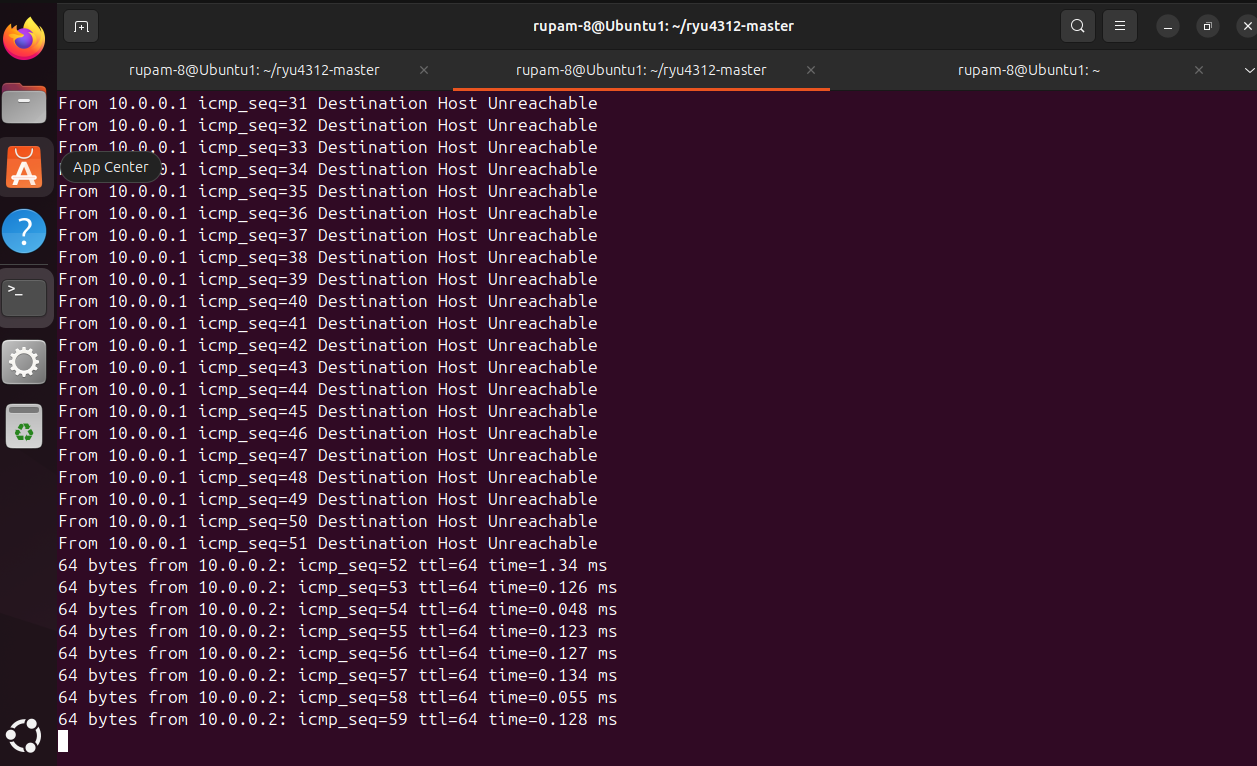 rupam-8@Ubuntu1: ~/ryu4312-master
rupam-8@Ubuntu1: ~/ryu4312-master
rupam-8@Ubuntu1: ~/ryu4312-master
rupam-8@Ubuntu1: ~
From 10.0.0.1 icmp_seq=31 Destination Host Unreachable
From 10.0.0.1 icmp_seq=32 Destination Host Unreachable
From 10.0.0.1 icmp_seq=33 Destination Host Unreachable
App Center
.1 icmp_seq=34 Destination Host Unreachable
From 10.0.0.1 icmp_seq=35 Destination Host Unreachable
From 10.0.0.1 icmp_seq=36 Destination Host Unreachable
From 10.0.0.1 icmp_seq=37 Destination Host Unreachable
From 10.0.0.1 icmp_seq=38 Destination Host Unreachable
From 10.0.0.1 icmp_seq=39 Destination Host Unreachable
From 10.0.0.1 icmp_seq=40 Destination Host Unreachable
From 10.0.0.1 icmp_seq=41 Destination Host Unreachable
From 10.0.0.1 icmp_seq=42 Destination Host Unreachable
From 10.0.0.1 icmp_seq=43 Destination Host Unreachable
From 10.0.0.1 icmp_seq=44 Destination Host Unreachable
From 10.0.0.1 icmp_seq=45 Destination Host Unreachable
From 10.0.0.1 icmp_seq=46 Destination Host Unreachable
From 10.0.0.1 icmp_seq=47 Destination Host Unreachable
From 10.0.0.1 icmp_seq=48 Destination Host Unreachable
From 10.0.0.1 icmp_seq=49 Destination Host Unreachable
From 10.0.0.1 icmp_seq=50 Destination Host Unreachable
From 10.0.0.1 icmp_seq=51 Destination Host Unreachable
64 bytes from 10.0.0.2: icmp_seq=52 ttl=64 time=1.34 ms
64 bytes from 10.0.0.2: icmp_seq=53 ttl=64 time=0.126 ms
64 bytes from 10.0.0.2: icmp_seq=54 ttl=64 time=0.048 ms
64 bytes from 10.0.0.2: icmp_seq=55 ttl=64 time=0.123 ms
64 bytes from 10.0.0.2: icmp_seq=56 ttl=64 time=0.127 ms
64 bytes from 10.0.0.2: icmp_seq=57 ttl=64 time=0.134 ms
64 bytes from 10.0.0.2: icmp_seq=58 ttl=64 time=0.055 ms
64 bytes from 10.0.0.2: icmp_seq=59 ttl=64 time=0.128 ms